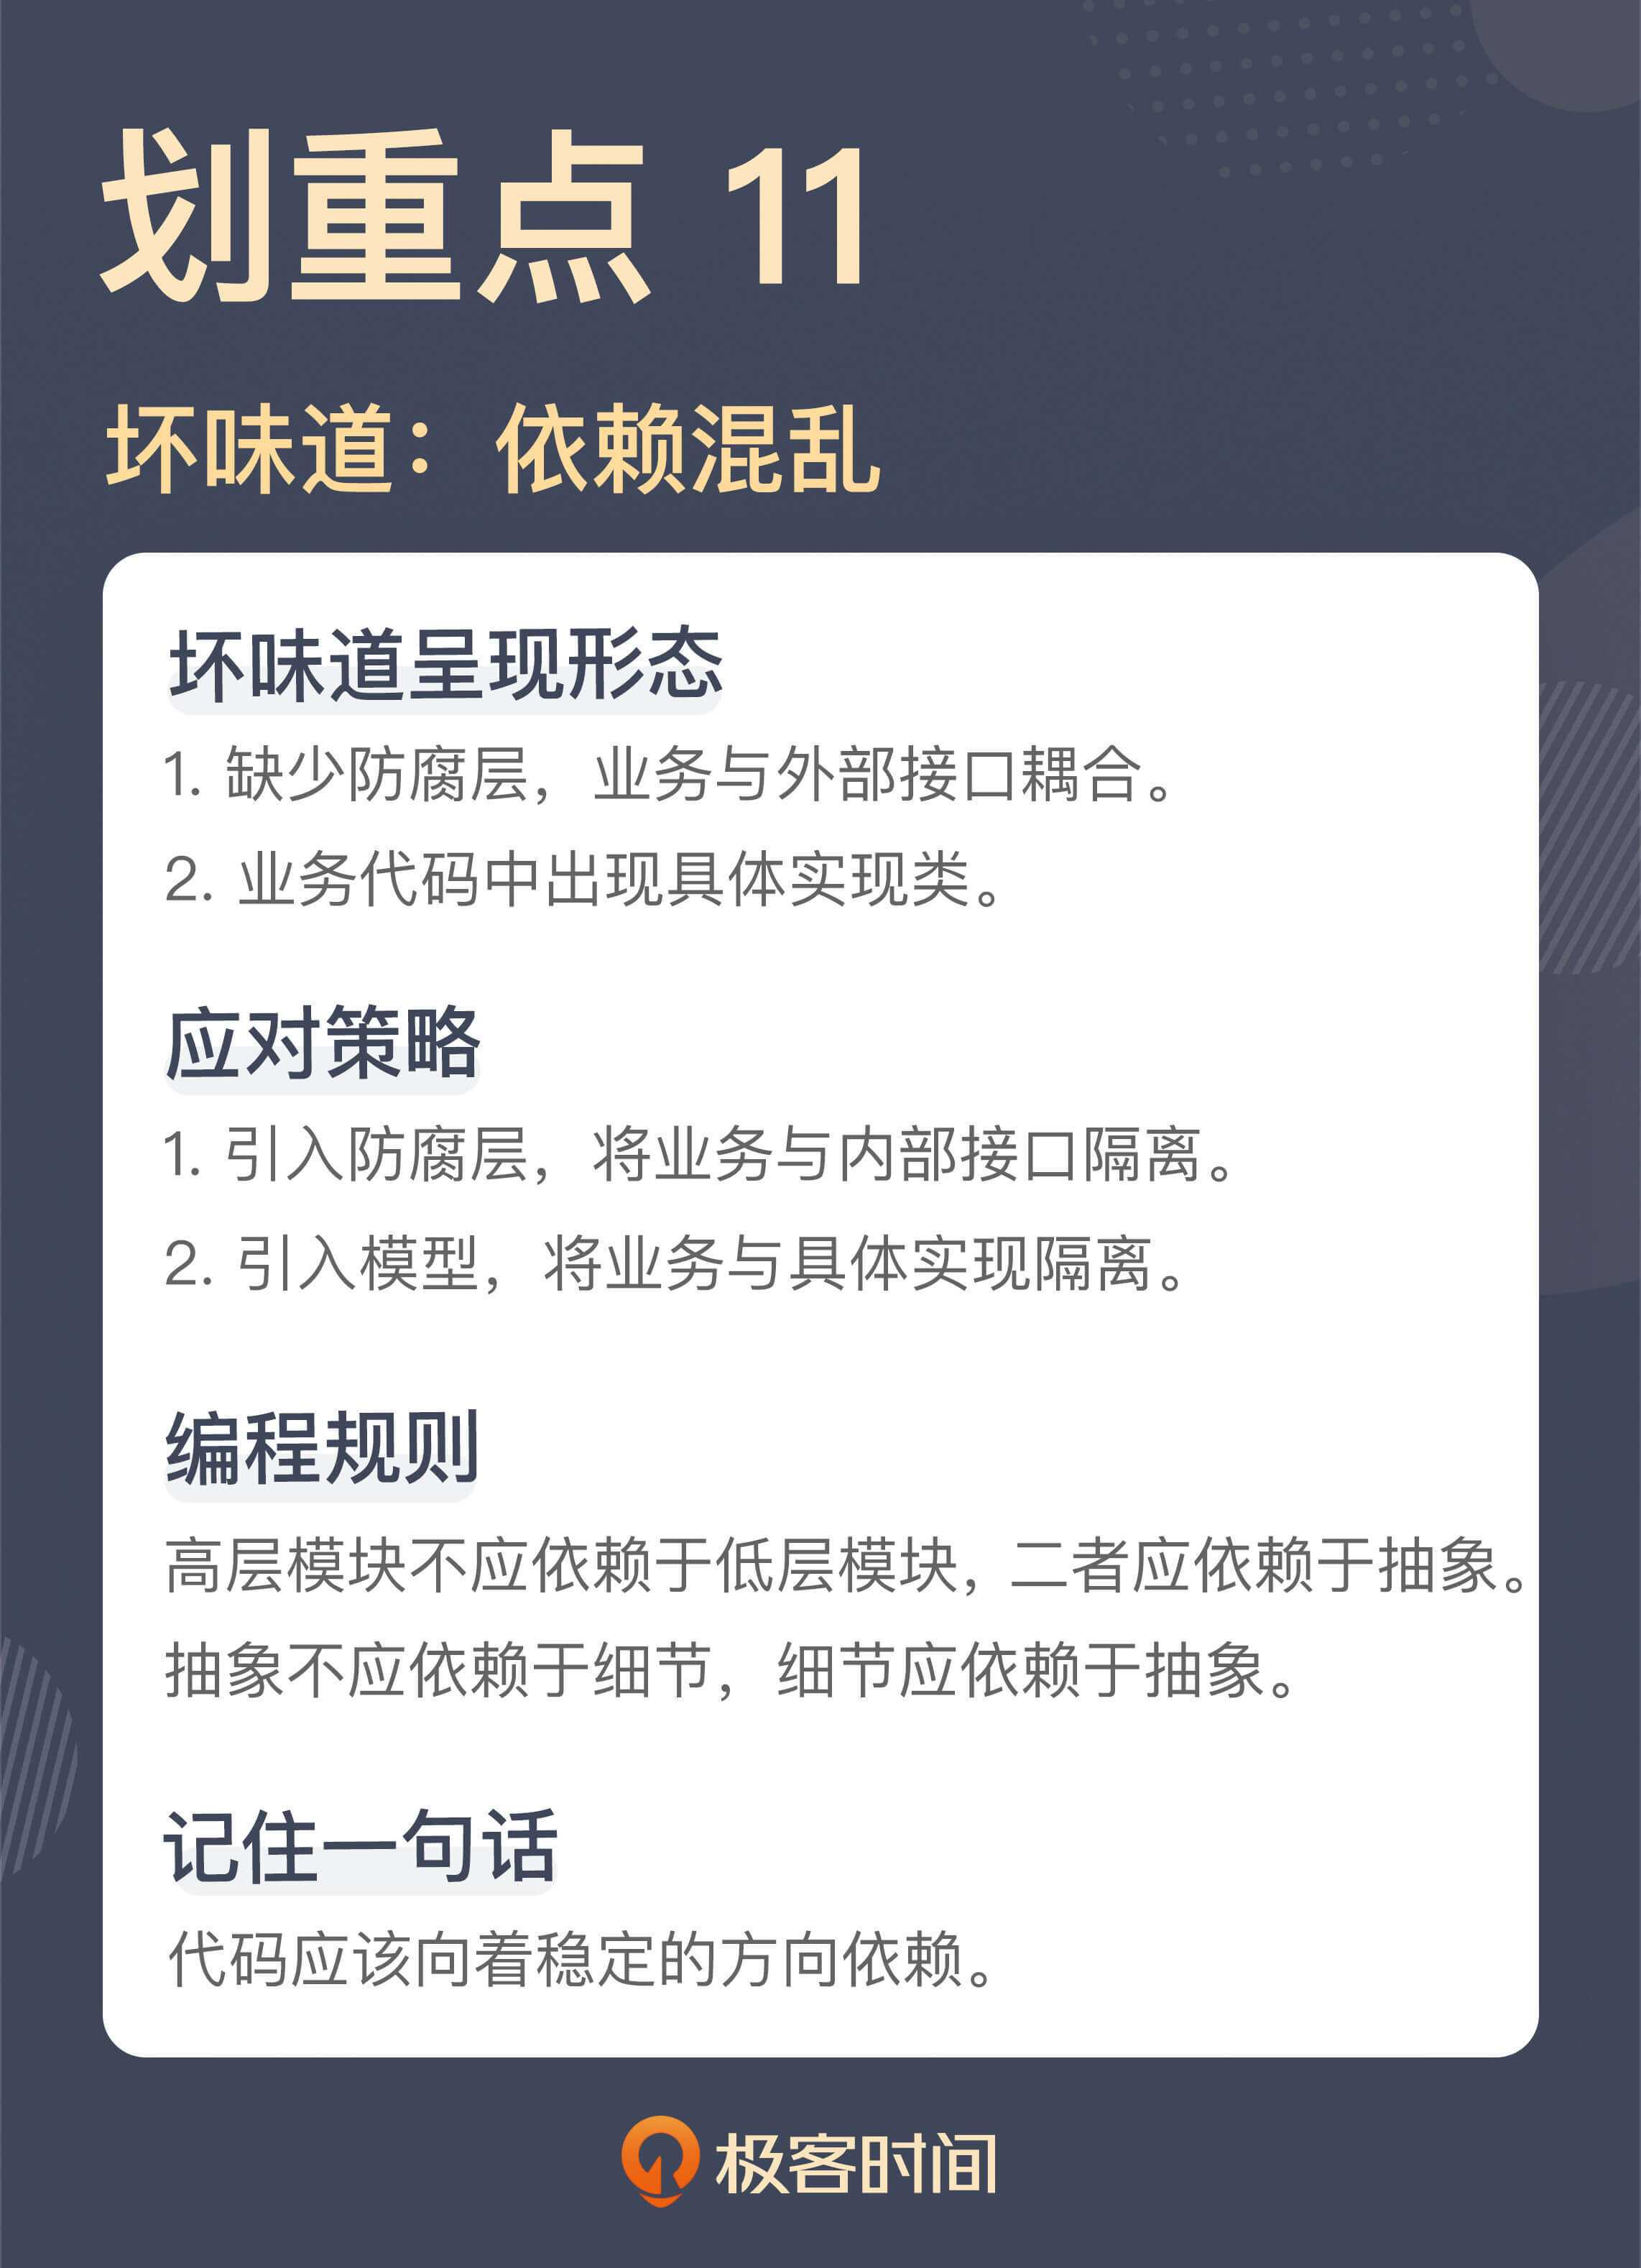 划重点 11
坏味道：依赖混乱
坏味道呈现形态
1. 缺少防腐层，业务与外部接口耦合。
2. 业务代码中出现具体实现类。
应对策略
1. 引入防腐层，将业务与内部接口隔离。
2. 引入模型，将业务与具体实现隔离。
编程规则
高层模块不应依赖于低层模块，二者应依赖于抽象。
抽象不应依赖于细节，细节应依赖于抽象。
记住一句话
代码应该向着稳定的方向依赖。
极客时间